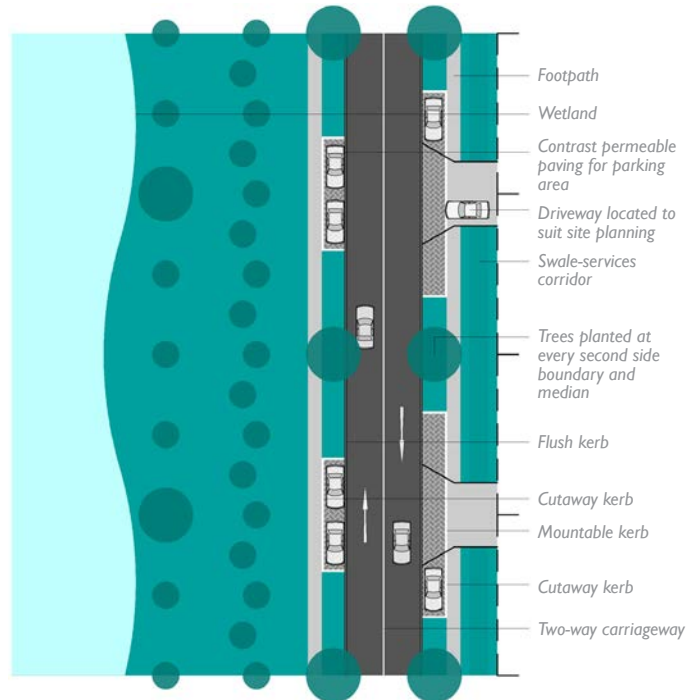 Footpath
Wetland
Contrast permeable
paving for parking
area
Driveway located to
suit site planning
Swale-services
corridor
Trees planted at
every second side
boundary and
median
Flush kerb
Cutaway kerb
Mountable kerb
Cutaway kerb
Two-way carriageway